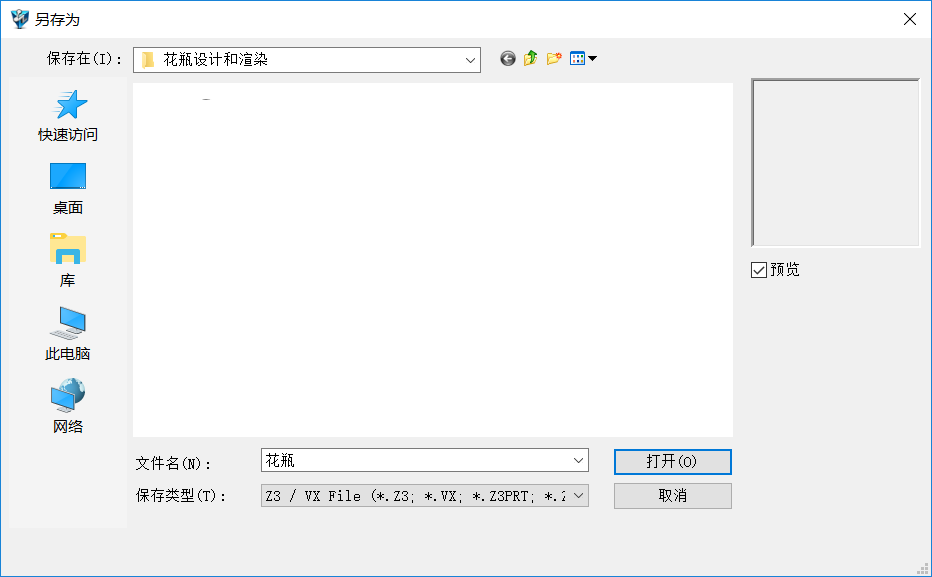 另存为
保存在(I):
花瓶设计和渲染
快速访问
桌面
库
此电脑
网络
预览
文件名(N):
花瓶
打开(O)
保存类型(T):
Z3 / VX File (*.Z3; *.VX; *.Z3PRT; *.Z
取消